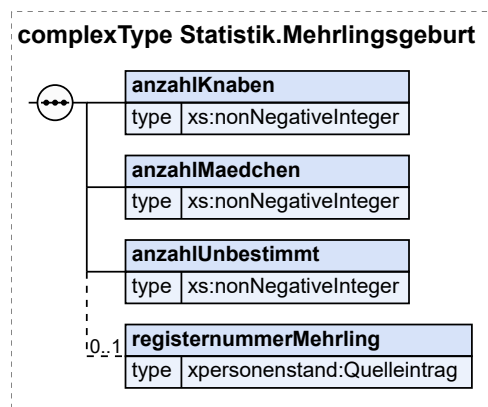 complexType Statistik.Mehrlingsgeburt
anzahlKnaben
type xs:nonNegativeInteger
anzahlMaedchen
type xs:nonNegativeInteger
anzahlUnbestimmt
type xs:nonNegativeInteger
0..1
registernummerMehrling
type xpersonenstand:Quelleintrag